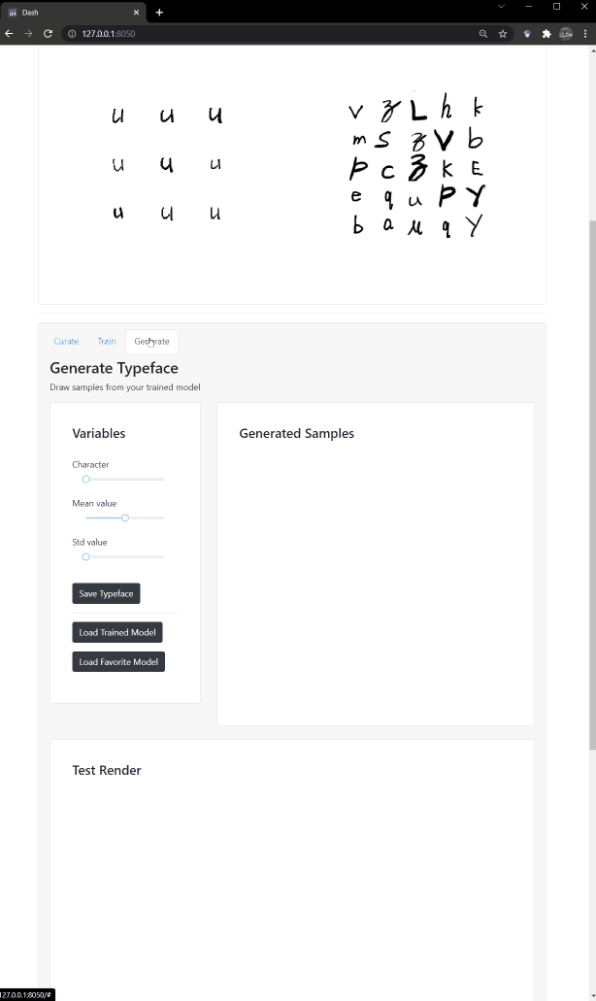 Dash
127.0.0.1:8050
u u u
u u u
u u u
v z L h k
m s z V b
p c z k E
e q u P Y
b a u q Y
Curate Train Generate
Generate Typeface
Draw samples from your trained model
Variables
Character
Mean value
Std value
Save Typeface
Load Trained Model
Load Favorite Model
Generated Samples
Test Render
127.0.0.1:8050/#